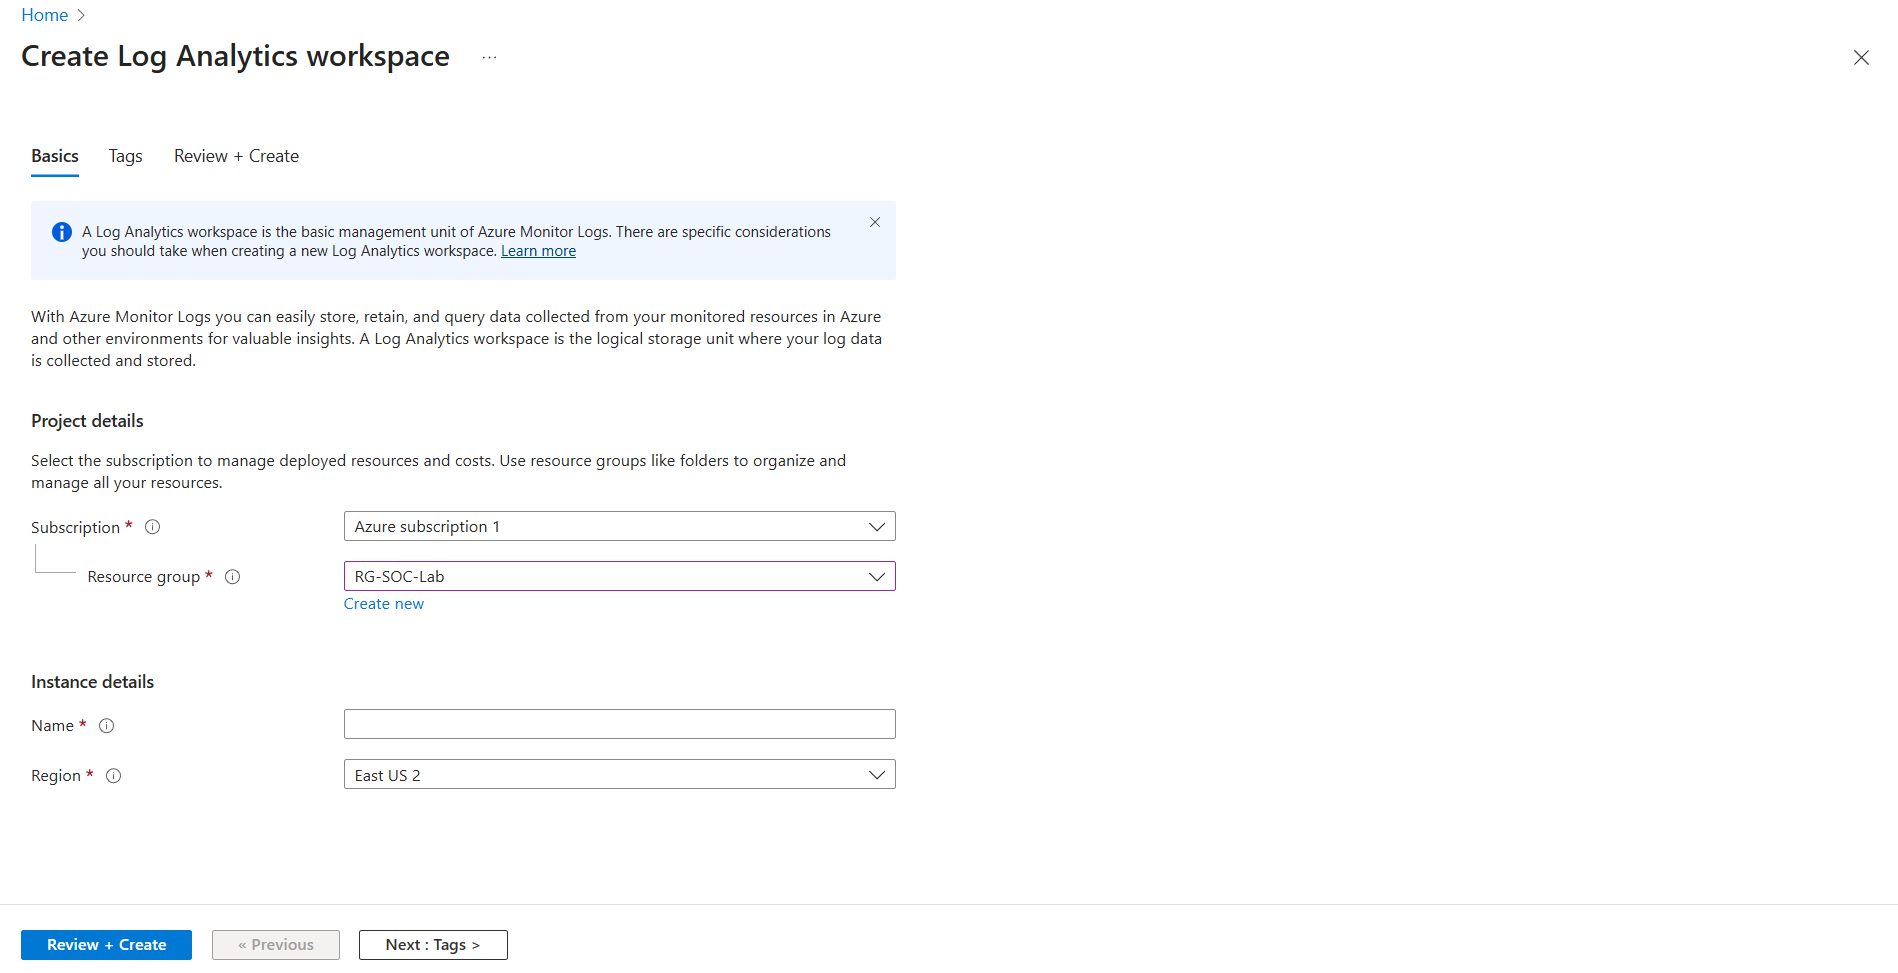 Home
Create Log Analytics workspace ...
Basics Tags Review + Create
A Log Analytics workspace is the basic management unit of Azure Monitor Logs. There are specific considerations
you should take when creating a new Log Analytics workspace. Learn more
With Azure Monitor Logs you can easily store, retain, and query data collected from your monitored resources in Azure
and other environments for valuable insights. A Log Analytics workspace is the logical storage unit where your log data
is collected and stored.
Project details
Select the subscription to manage deployed resources and costs. Use resource groups like folders to organize and
manage all your resources.
Subscription * Azure subscription 1
Resource group * RG-SOC-Lab
Create new
Instance details
Name *
Region * East US 2
Review + Create « Previous Next : Tags >